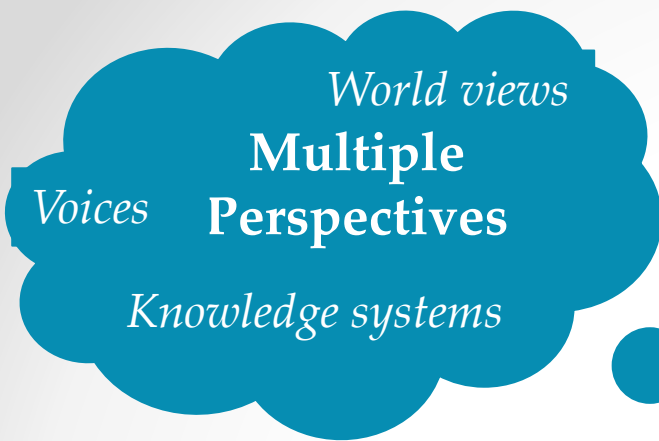 World views
Multiple
Voices
Perspectives
Knowledge systems